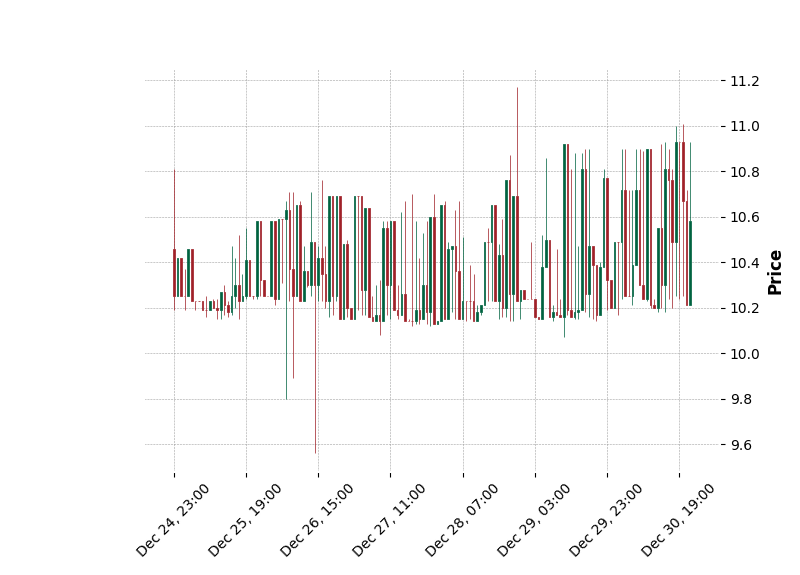 11.2
11.0
10.8
10.6
10.4
10.2
10.0
9.8
9.6
Price
Dec 24, 23:00
Dec 25, 19:00
Dec 26, 15:00
Dec 27, 11:00
Dec 28, 07:00
Dec 29, 03:00
Dec 29, 23:00
Dec 30, 19:00